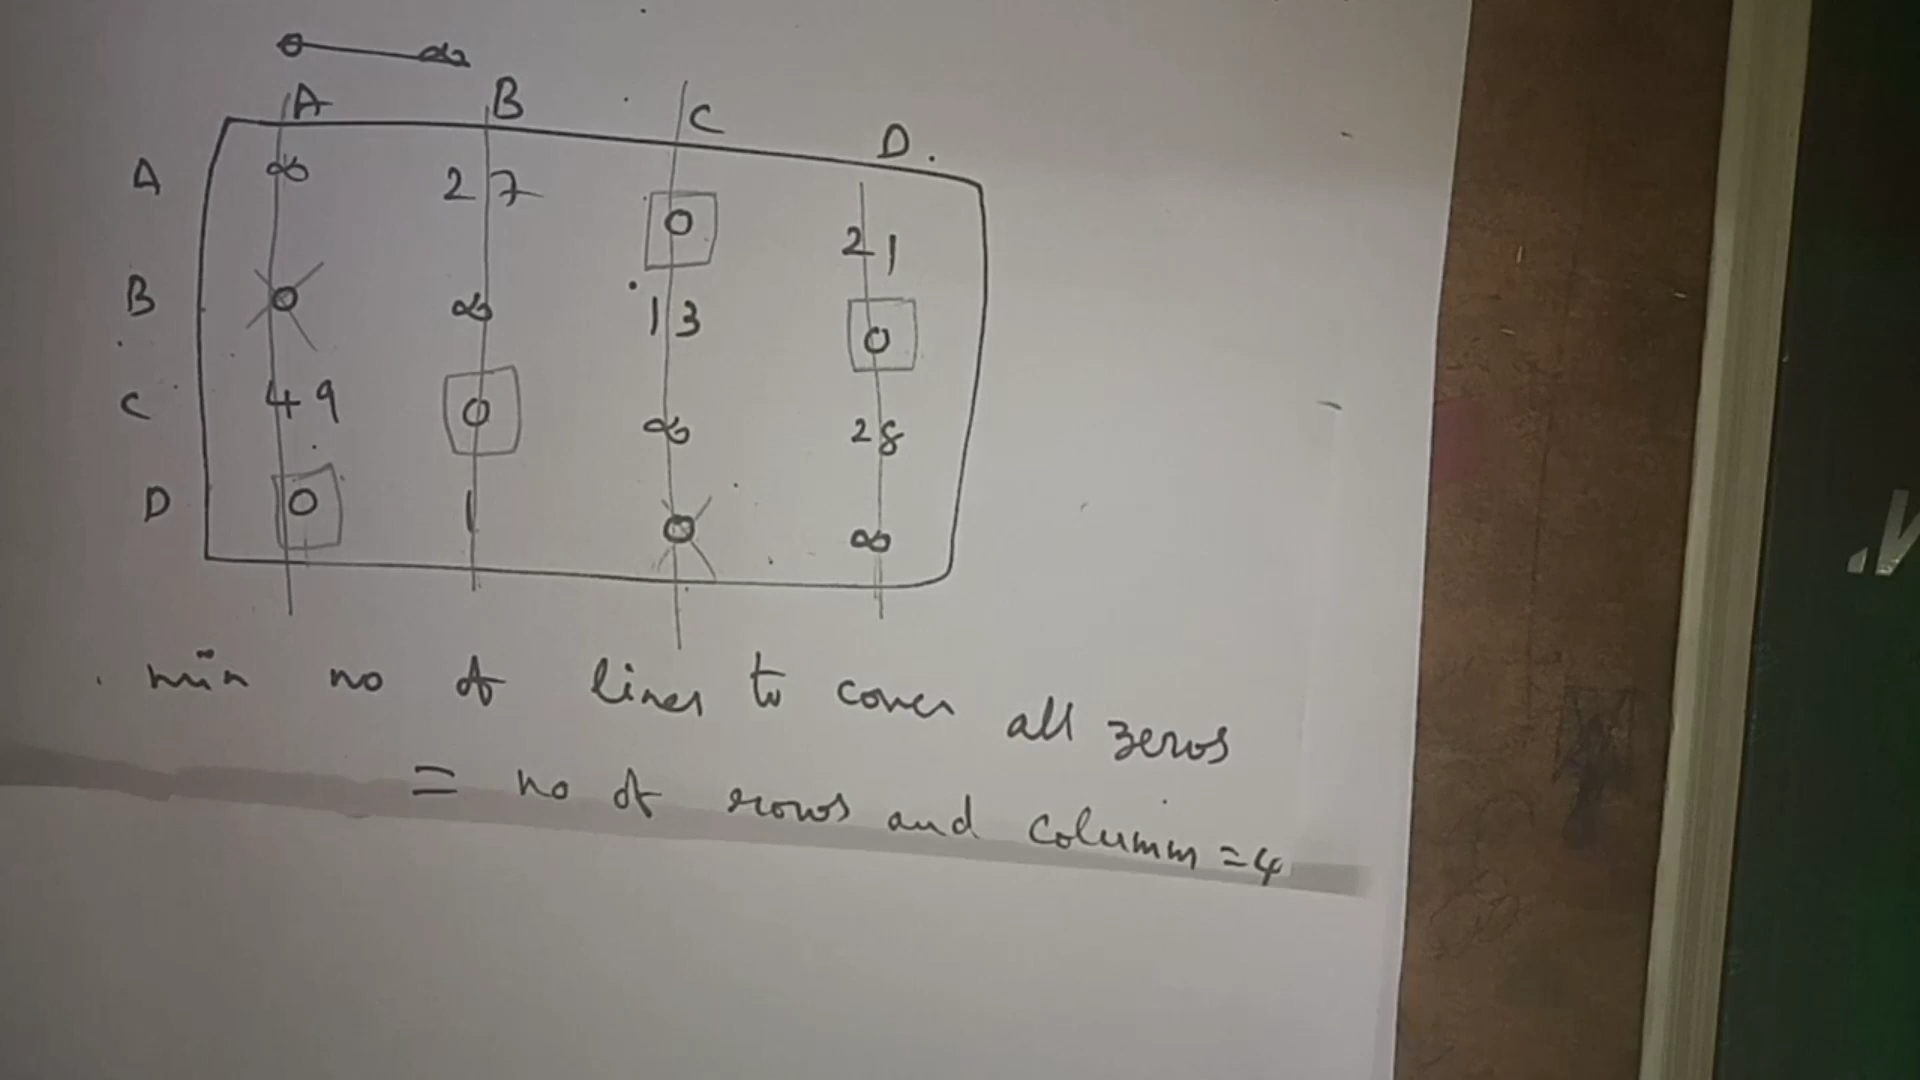 0 ∞
A B C D.
A ∞ 27 0 21
B 0 ∞ 13 0
C 49 0 ∞ 28
D 0 1 0 ∞
min no of lines to cover all zeros
= no of rows and column = 4